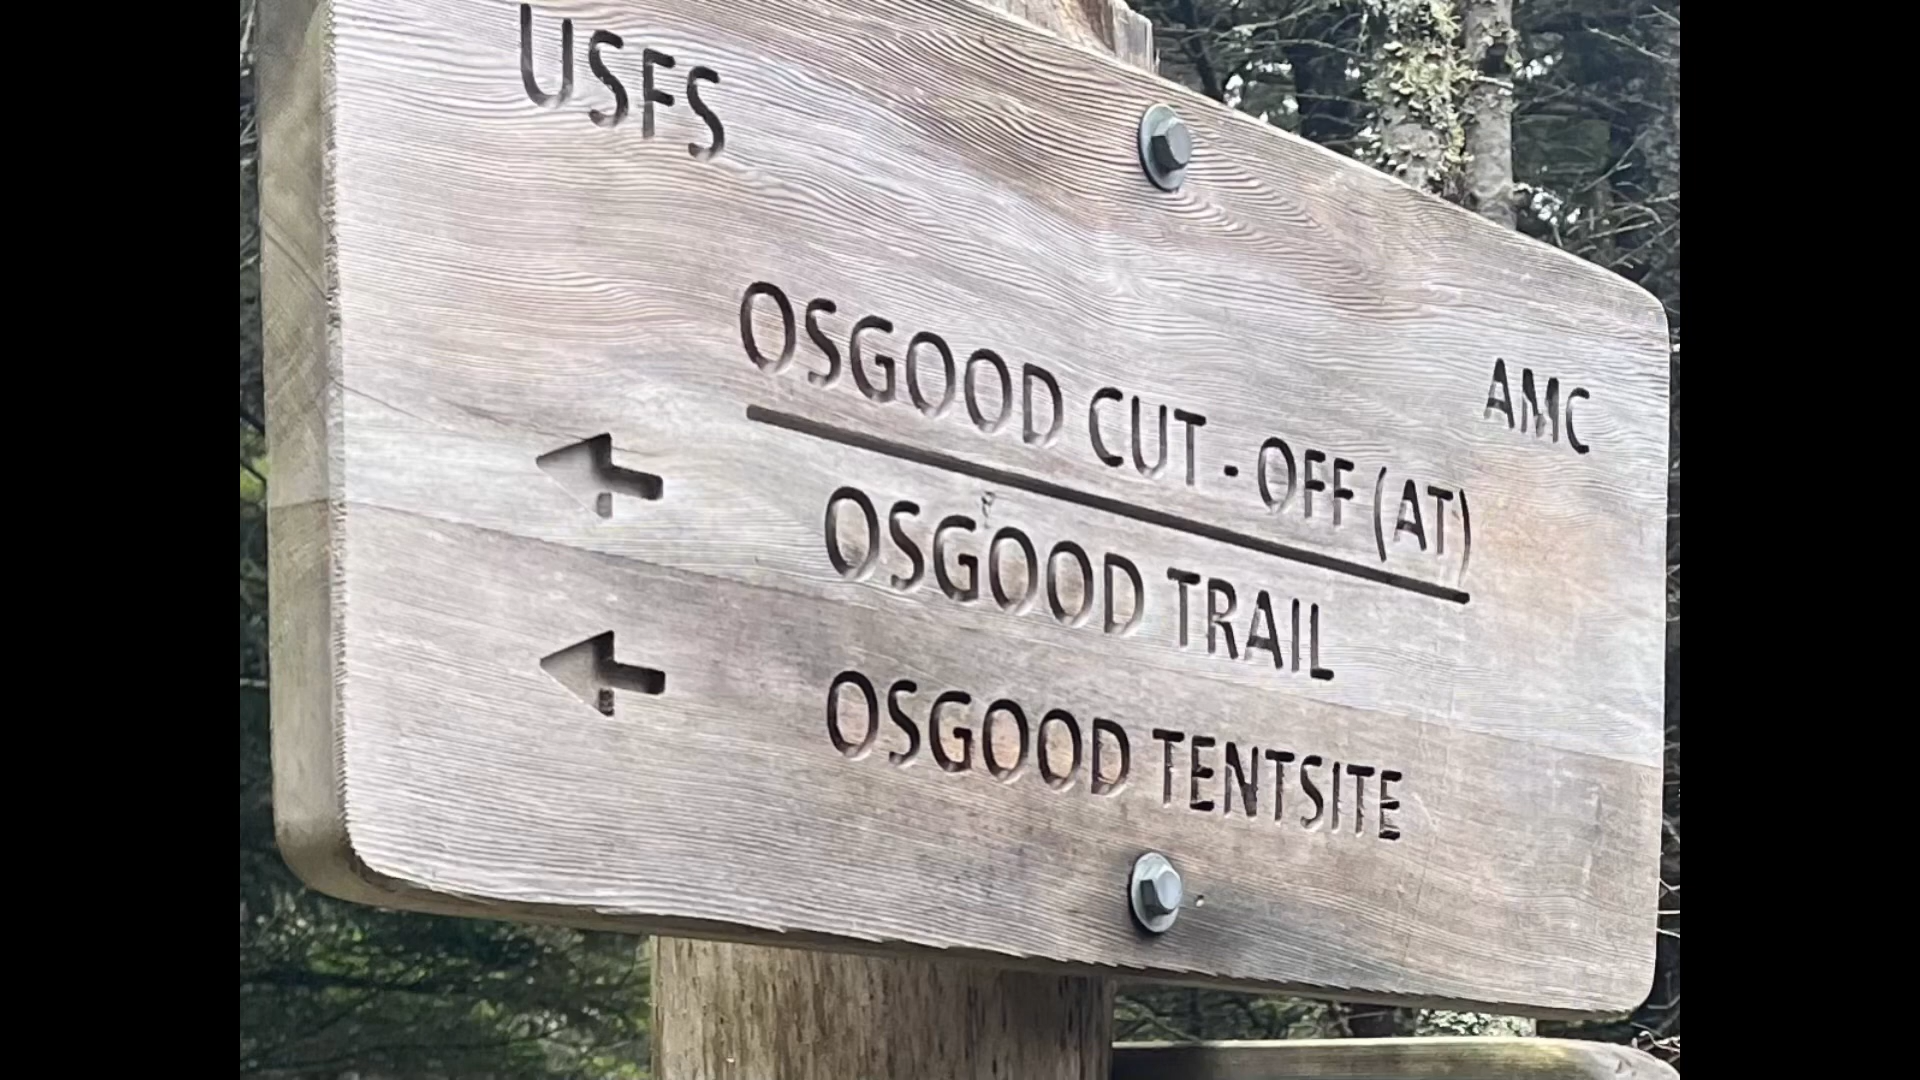 USFS
AMC
OSGOOD CUT - OFF (AT)
OSGOOD TRAIL
OSGOOD TENTSITE